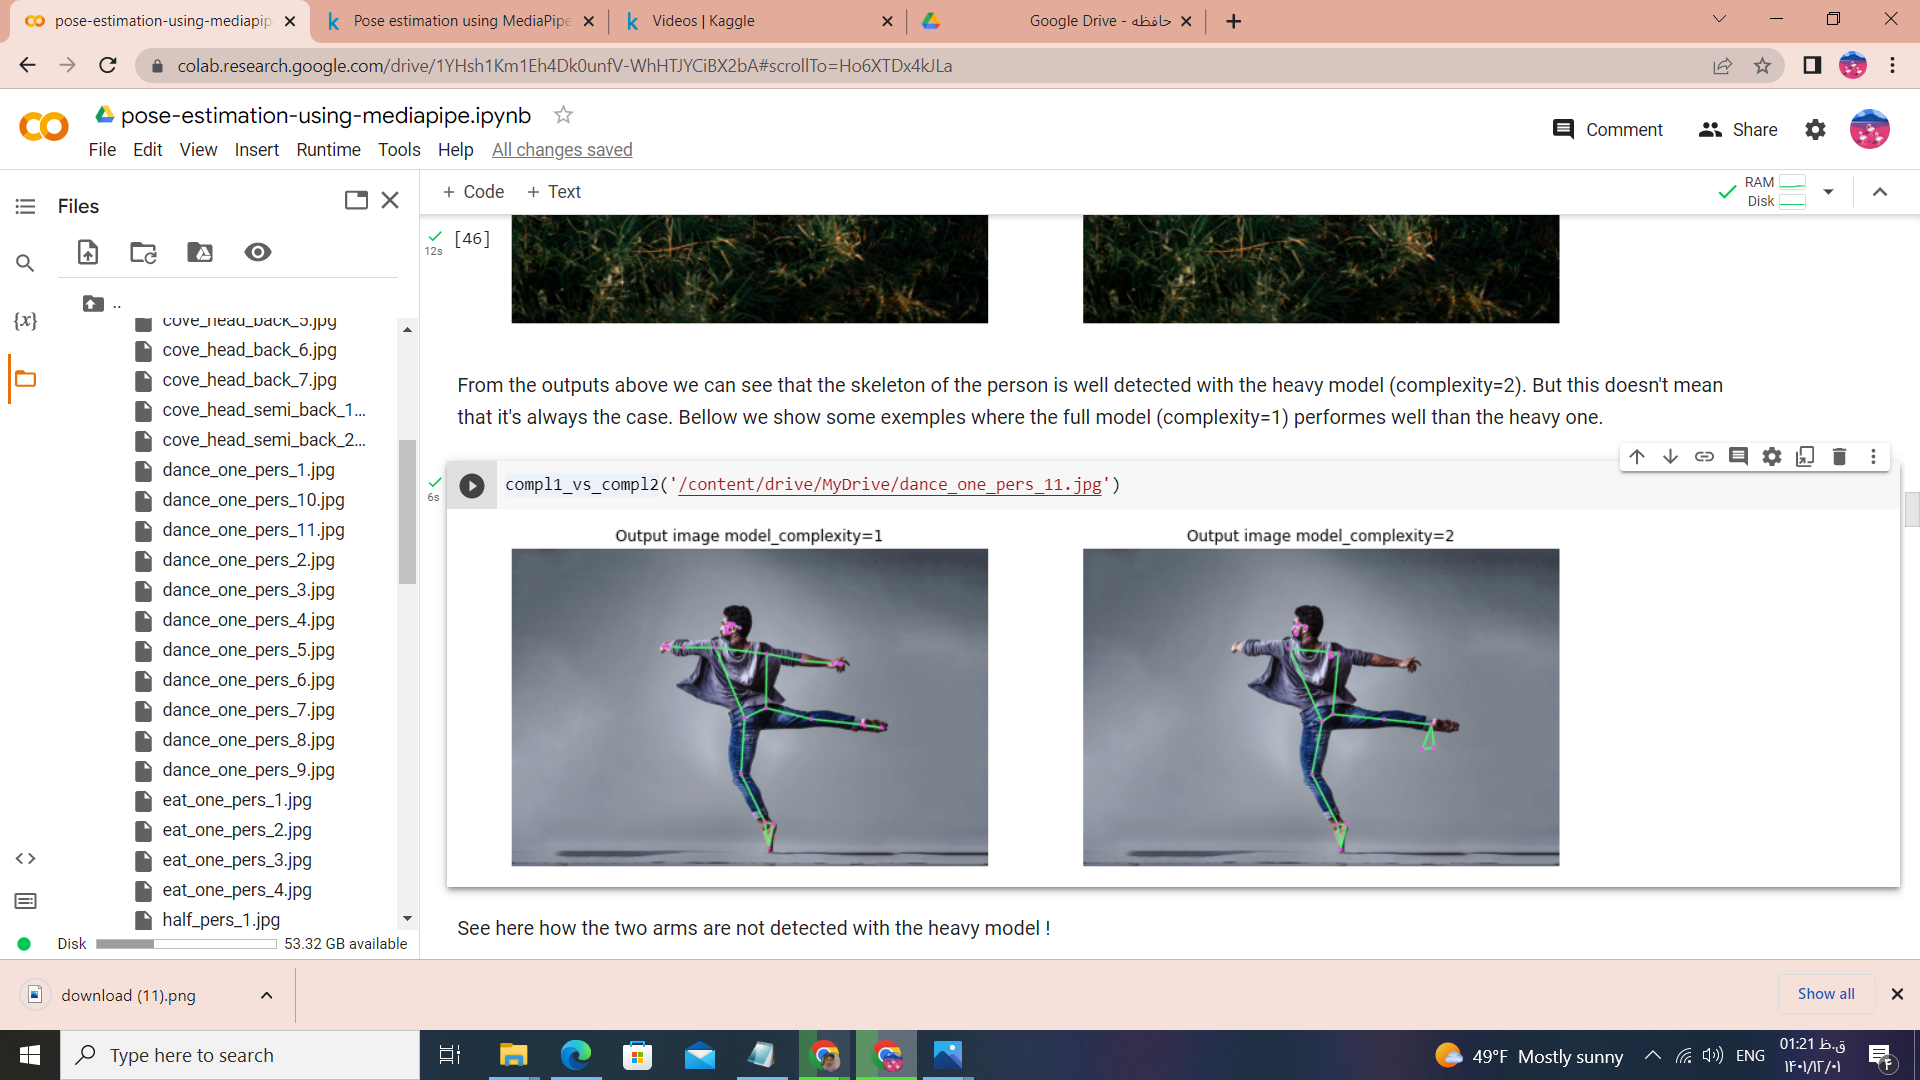 pose-estimation-using-mediapip
Pose estimation using MediaPipe
Videos | Kaggle
Google Drive - حافظه
colab.research.google.com/drive/1YHsh1Km1Eh4Dk0unfV-WhHTJYCiBX2bA#scrollTo=Ho6XTDx4kJLa
pose-estimation-using-mediapipe.ipynb
Comment
Share
File Edit View Insert Runtime Tools Help All changes saved
Files
+ Code + Text
RAM
Disk
{x}
..
cove_head_back_5.jpg
cove_head_back_6.jpg
cove_head_back_7.jpg
cove_head_semi_back_1...
cove_head_semi_back_2...
dance_one_pers_1.jpg
dance_one_pers_10.jpg
dance_one_pers_11.jpg
dance_one_pers_2.jpg
dance_one_pers_3.jpg
dance_one_pers_4.jpg
dance_one_pers_5.jpg
dance_one_pers_6.jpg
dance_one_pers_7.jpg
dance_one_pers_8.jpg
dance_one_pers_9.jpg
eat_one_pers_1.jpg
eat_one_pers_2.jpg
eat_one_pers_3.jpg
eat_one_pers_4.jpg
half_pers_1.jpg
Disk 53.32 GB available
[46]
12s
From the outputs above we can see that the skeleton of the person is well detected with the heavy model (complexity=2). But this doesn't mean
that it's always the case. Bellow we show some exemples where the full model (complexity=1) performes well than the heavy one.
6s
compl1_vs_compl2('/content/drive/MyDrive/dance_one_pers_11.jpg')
Output image model_complexity=1
Output image model_complexity=2
See here how the two arms are not detected with the heavy model !
download (11).png
Show all
Type here to search
49°F Mostly sunny
ENG
01:21 ق.ظ
۱۴۰۱/۱۲/۰۱
۴